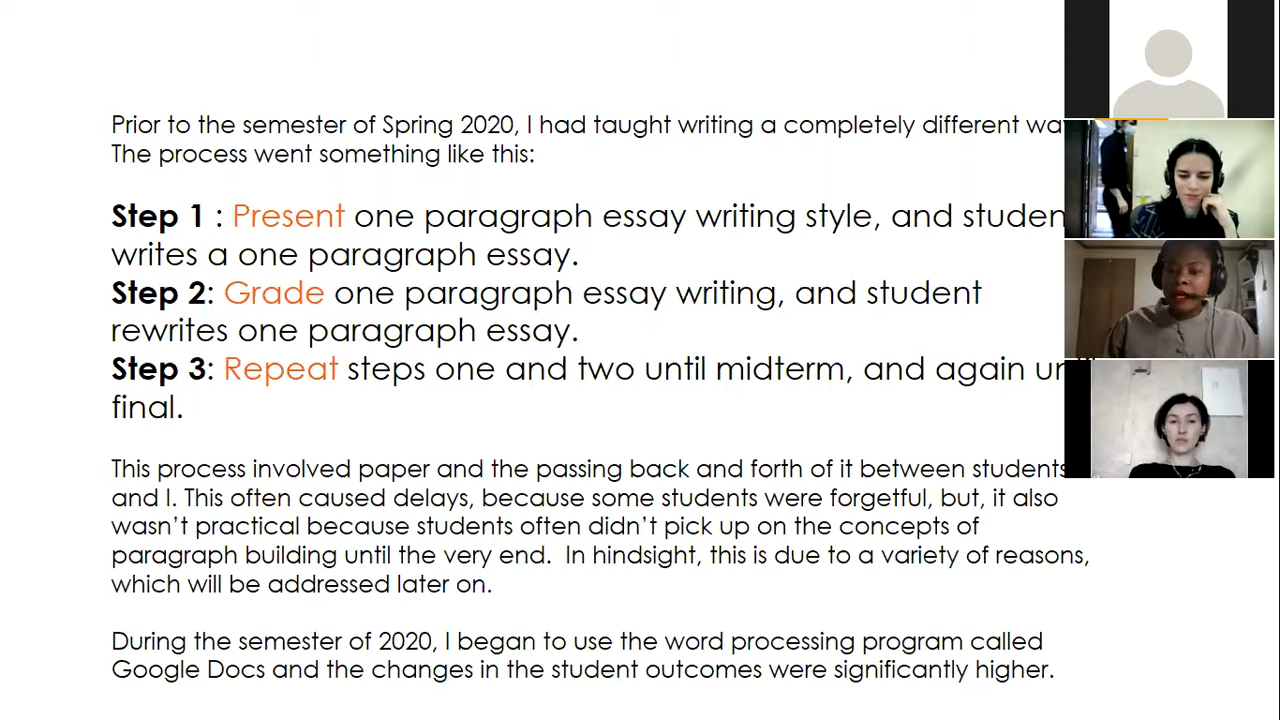 Prior to the semester of Spring 2020, I had taught writing a completely different
The process went something like this:
Step 1 : Present one paragraph essay writing style, and
writes a one paragraph essay.
Step 2: Grade one paragraph essay writing, and student
rewrites one paragraph essay.
Step 3: Repeat steps one and two until midterm, and again
final.
This process involved paper and the passing back and forth of it between students
and I. This often caused delays, because some students were forgetful, but, it also
wasn't practical because students often didn't pick up on the concepts of
paragraph building until the very end. In hindsight, this is due to a variety of reasons,
which will be addressed later on.
During the semester of 2020, I began to use the word processing program called
Google Docs and the changes in the student outcomes were significantly higher.